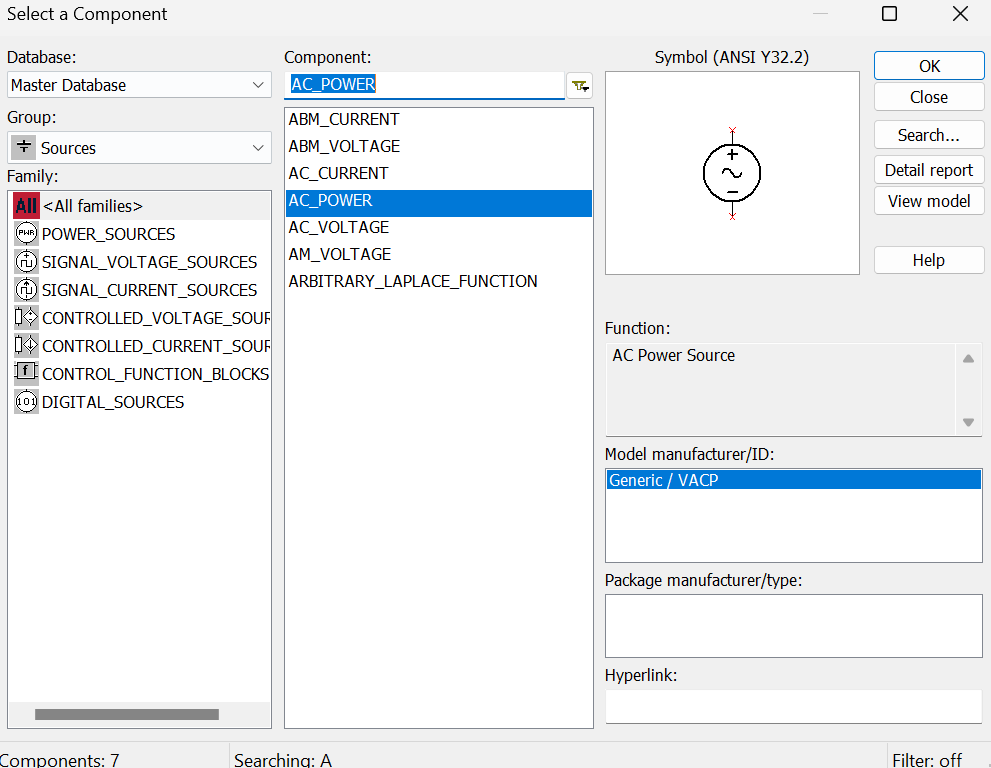 Select a Component
Database:
Master Database
Group:
Sources
Family:
All <All families>
PWR POWER_SOURCES
SIGNAL_VOLTAGE_SOURCES
SIGNAL_CURRENT_SOURCES
CONTROLLED_VOLTAGE_SOUR
CONTROLLED_CURRENT_SOUR
f CONTROL_FUNCTION_BLOCKS
101 DIGITAL_SOURCES
Component:
AC_POWER
ABM_CURRENT
ABM_VOLTAGE
AC_CURRENT
AC_POWER
AC_VOLTAGE
AM_VOLTAGE
ARBITRARY_LAPLACE_FUNCTION
Symbol (ANSI Y32.2)
OK
Close
Search...
Detail report
View model
Help
Function:
AC Power Source
Model manufacturer/ID:
Generic / VACP
Package manufacturer/type:
Hyperlink:
Components: 7
Searching: A
Filter: off